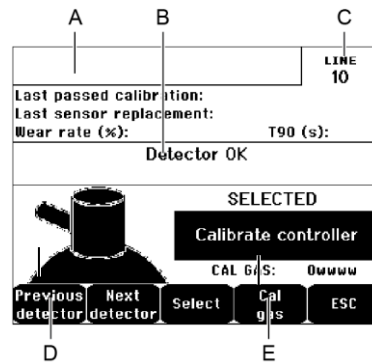 A B C
LINE
10
Last passed calibration:
Last sensor replacement:
Wear rate (%): T90 (s):
Detector OK
SELECTED
Calibrate controller
CAL GAS: 0wwww
Previous detector Next detector Select Cal gas ESC
D E